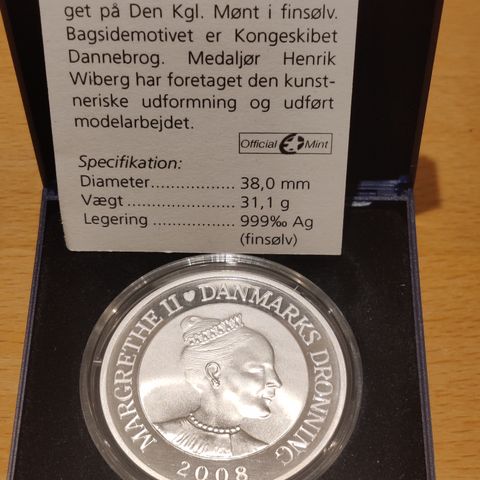 get på Den Kgl. Mønt i finsølv.
Bagsidemotivet er Kongeskibet
Dannebrog. Medaljør Henrik
Wiberg har foretaget den kunst-
neriske udformning og udført
modelarbejdet.
Official Mint
Specifikation:
Diameter................. 38,0 mm
Vægt ...................... 31,1 g
Legering ................. 999‰ Ag
(finsølv)
MARGRETHE II ♥ DANMARKS DRONNING
2008